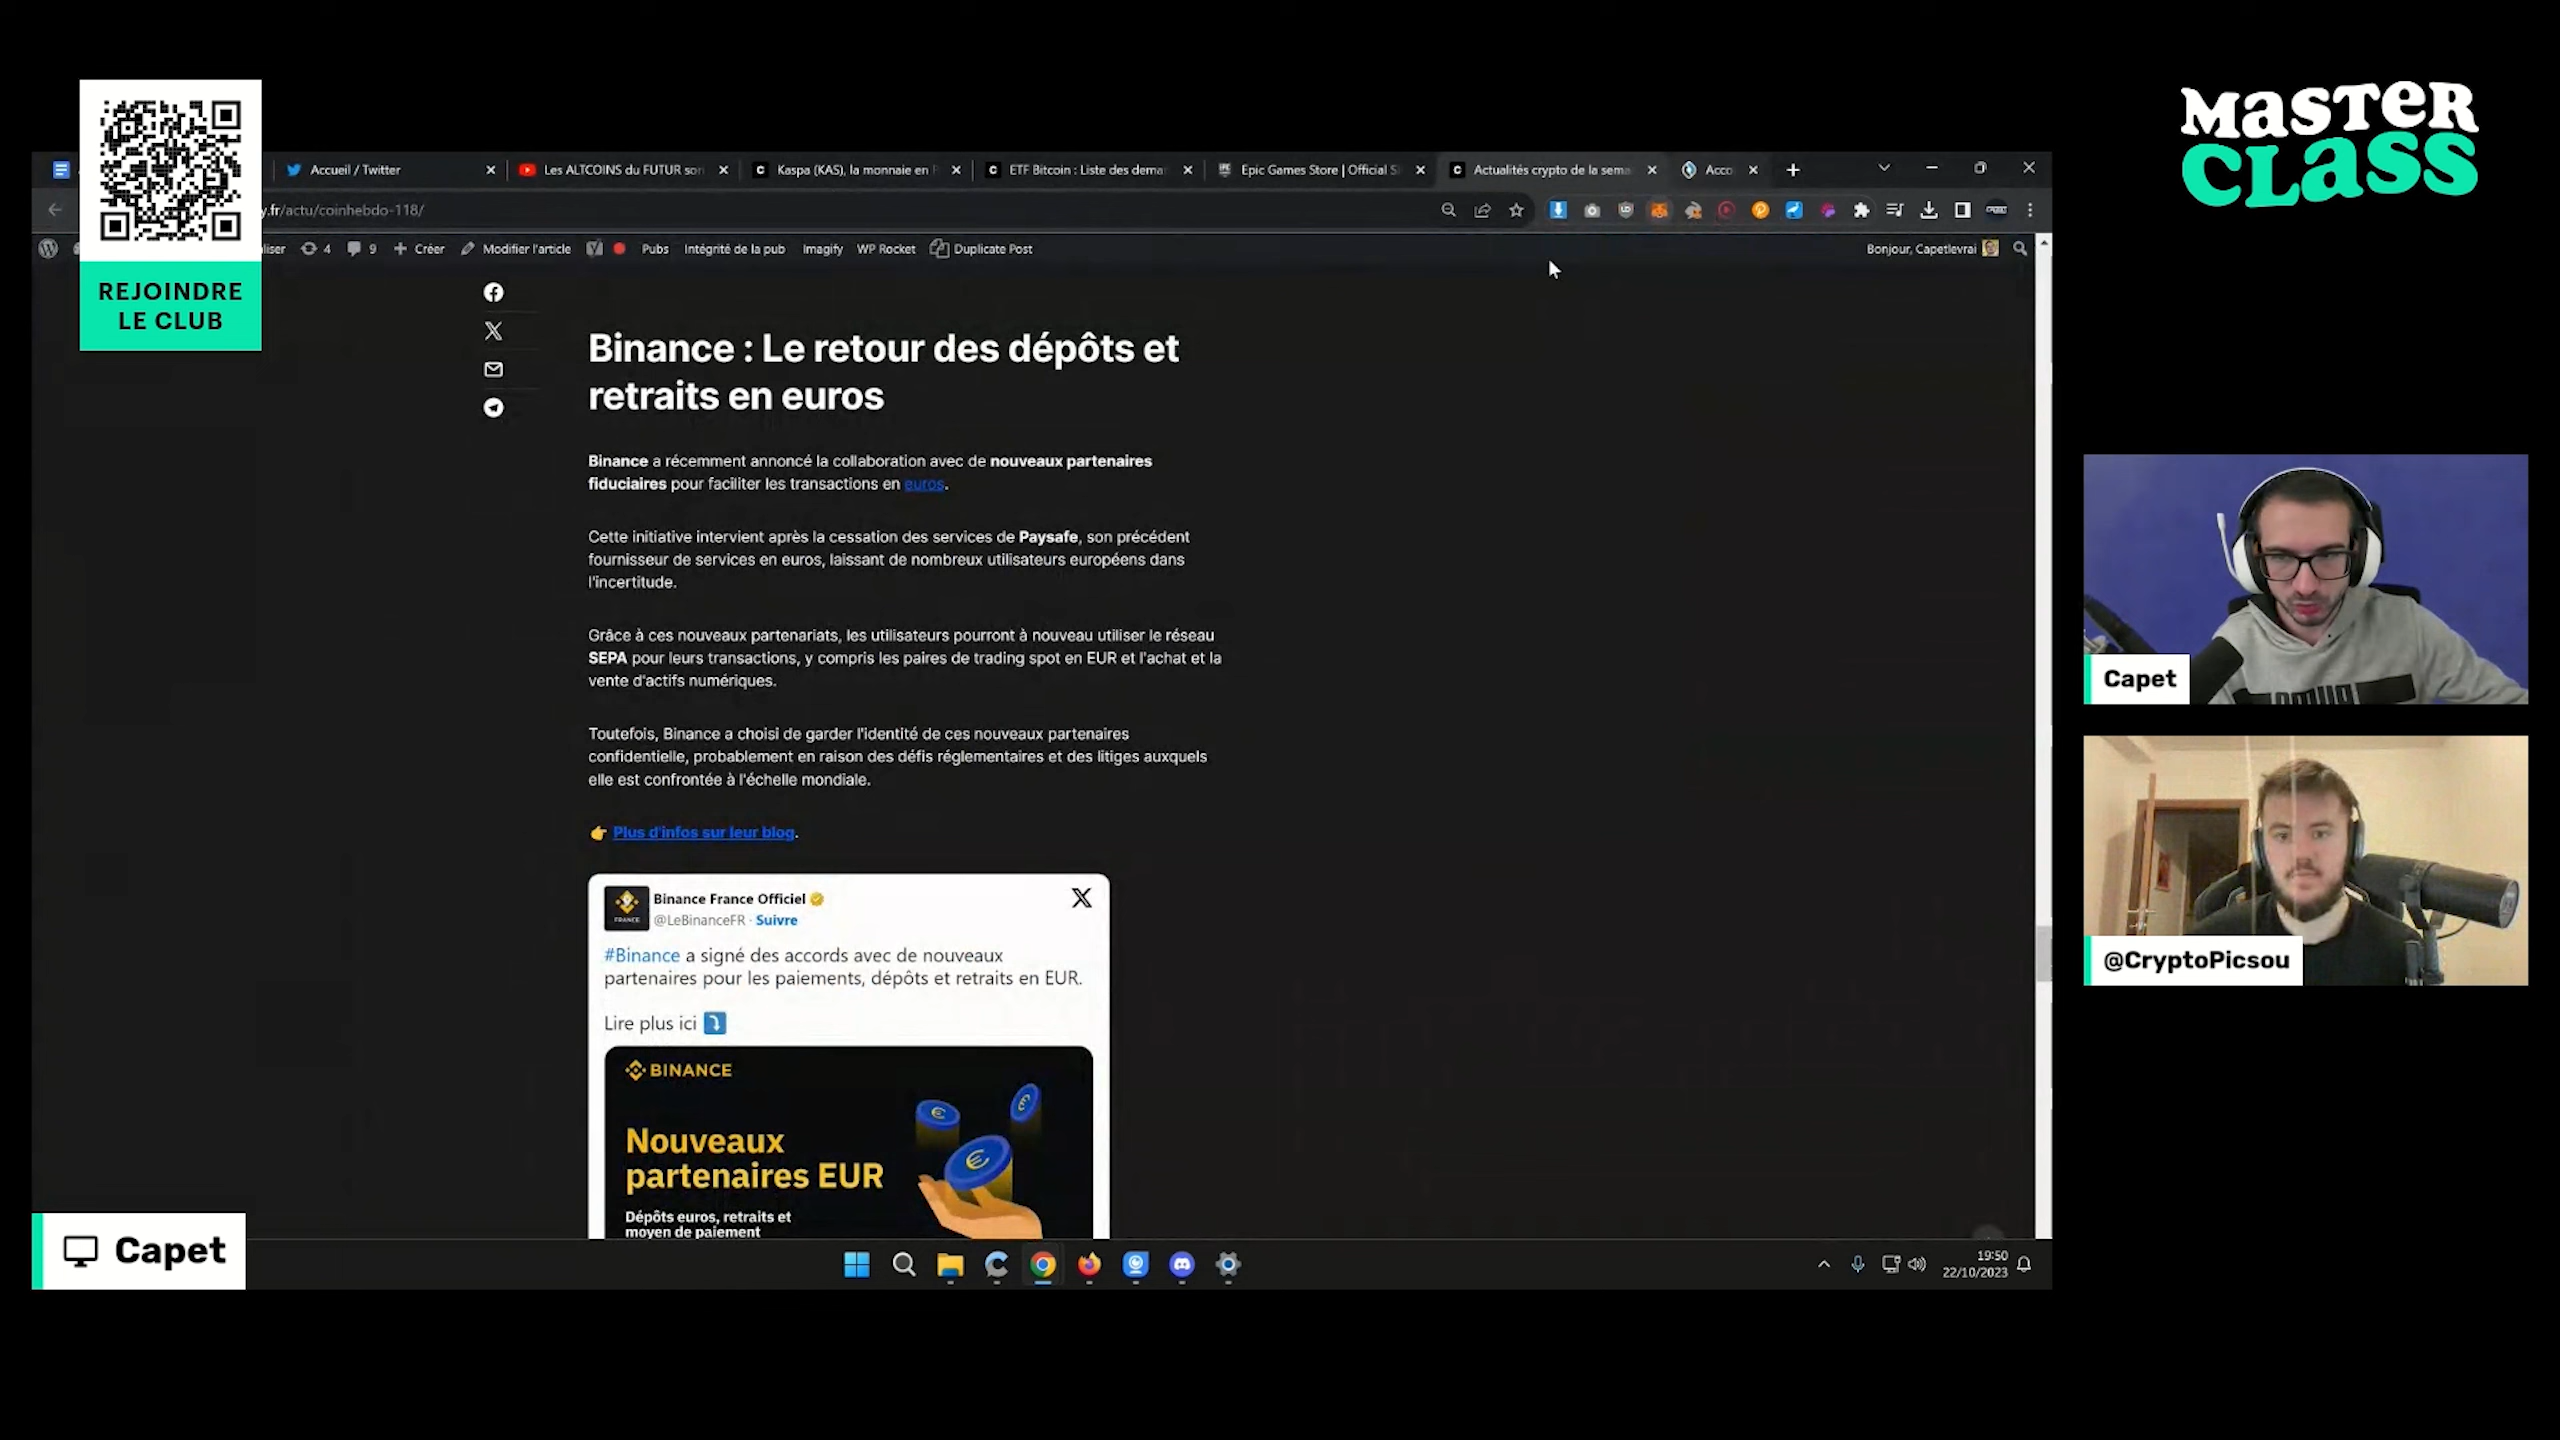 MASTER
CLASS
REJOINDRE
LE CLUB
Accueil / Twitter
Les ALTCOINS du FUTUR son
Kaspa (KAS), la monnaie en
ETF Bitcoin : Liste des dema
Epic Games Store | Official S
Actualités crypto de la sema
Acco
y.fr/actu/coinhebdo-118/
liser
4
9
Créer
Modifier l'article
Pubs
Intégrité de la pub
Imagify
WP Rocket
Duplicate Post
Bonjour, Capetlevrai
Binance : Le retour des dépôts et
retraits en euros
Binance a récemment annoncé la collaboration avec de nouveaux partenaires
fiduciaires pour faciliter les transactions en euros.
Cette initiative intervient après la cessation des services de Paysafe, son précédent
fournisseur de services en euros, laissant de nombreux utilisateurs européens dans
l'incertitude.
Grâce à ces nouveaux partenariats, les utilisateurs pourront à nouveau utiliser le réseau
SEPA pour leurs transactions, y compris les paires de trading spot en EUR et l'achat et la
vente d'actifs numériques.
Toutefois, Binance a choisi de garder l'identité de ces nouveaux partenaires
confidentielle, probablement en raison des défis réglementaires et des litiges auxquels
elle est confrontée à l'échelle mondiale.
👉 Plus d'infos sur leur blog.
Binance France Officiel
@LeBinanceFR · Suivre
#Binance a signé des accords avec de nouveaux
partenaires pour les paiements, dépôts et retraits en EUR.
Lire plus ici ⤵
BINANCE
Nouveaux
partenaires EUR
Dépôts euros, retraits et
moyen de paiement
FRANCE
Capet
@CryptoPicsou
Capet
19:50
22/10/2023